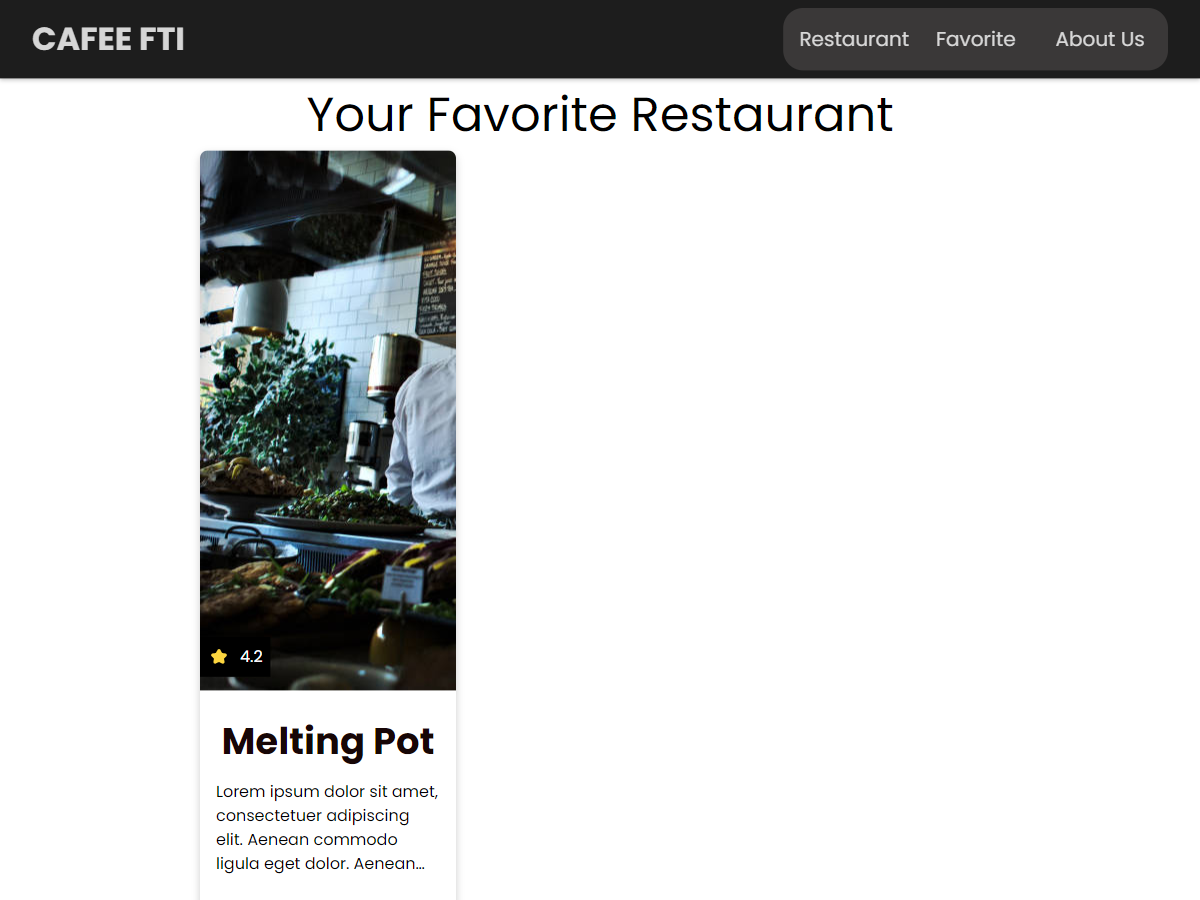 CAFEE FTI
Restaurant Favorite About Us
Your Favorite Restaurant
4.2
Melting Pot
Lorem ipsum dolor sit amet,
consectetuer adipiscing
elit. Aenean commodo
ligula eget dolor. Aenean...